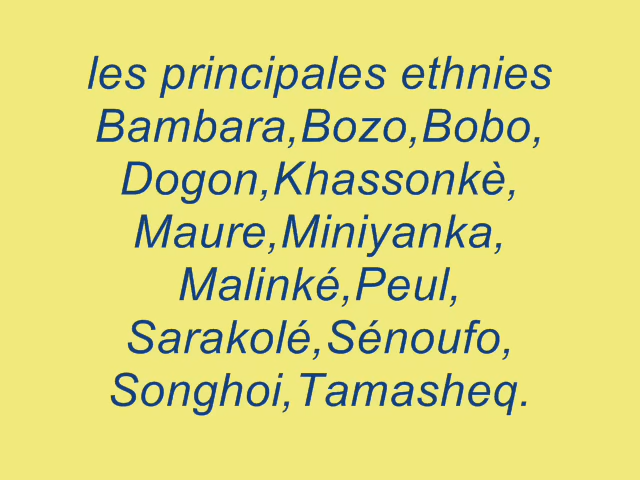 les principales ethnies
Bambara,Bozo,Bobo,
Dogon,Khassonkè,
Maure,Miniyanka,
Malinké,Peul,
Sarakolé,Sénoufo,
Songhoi,Tamasheq.